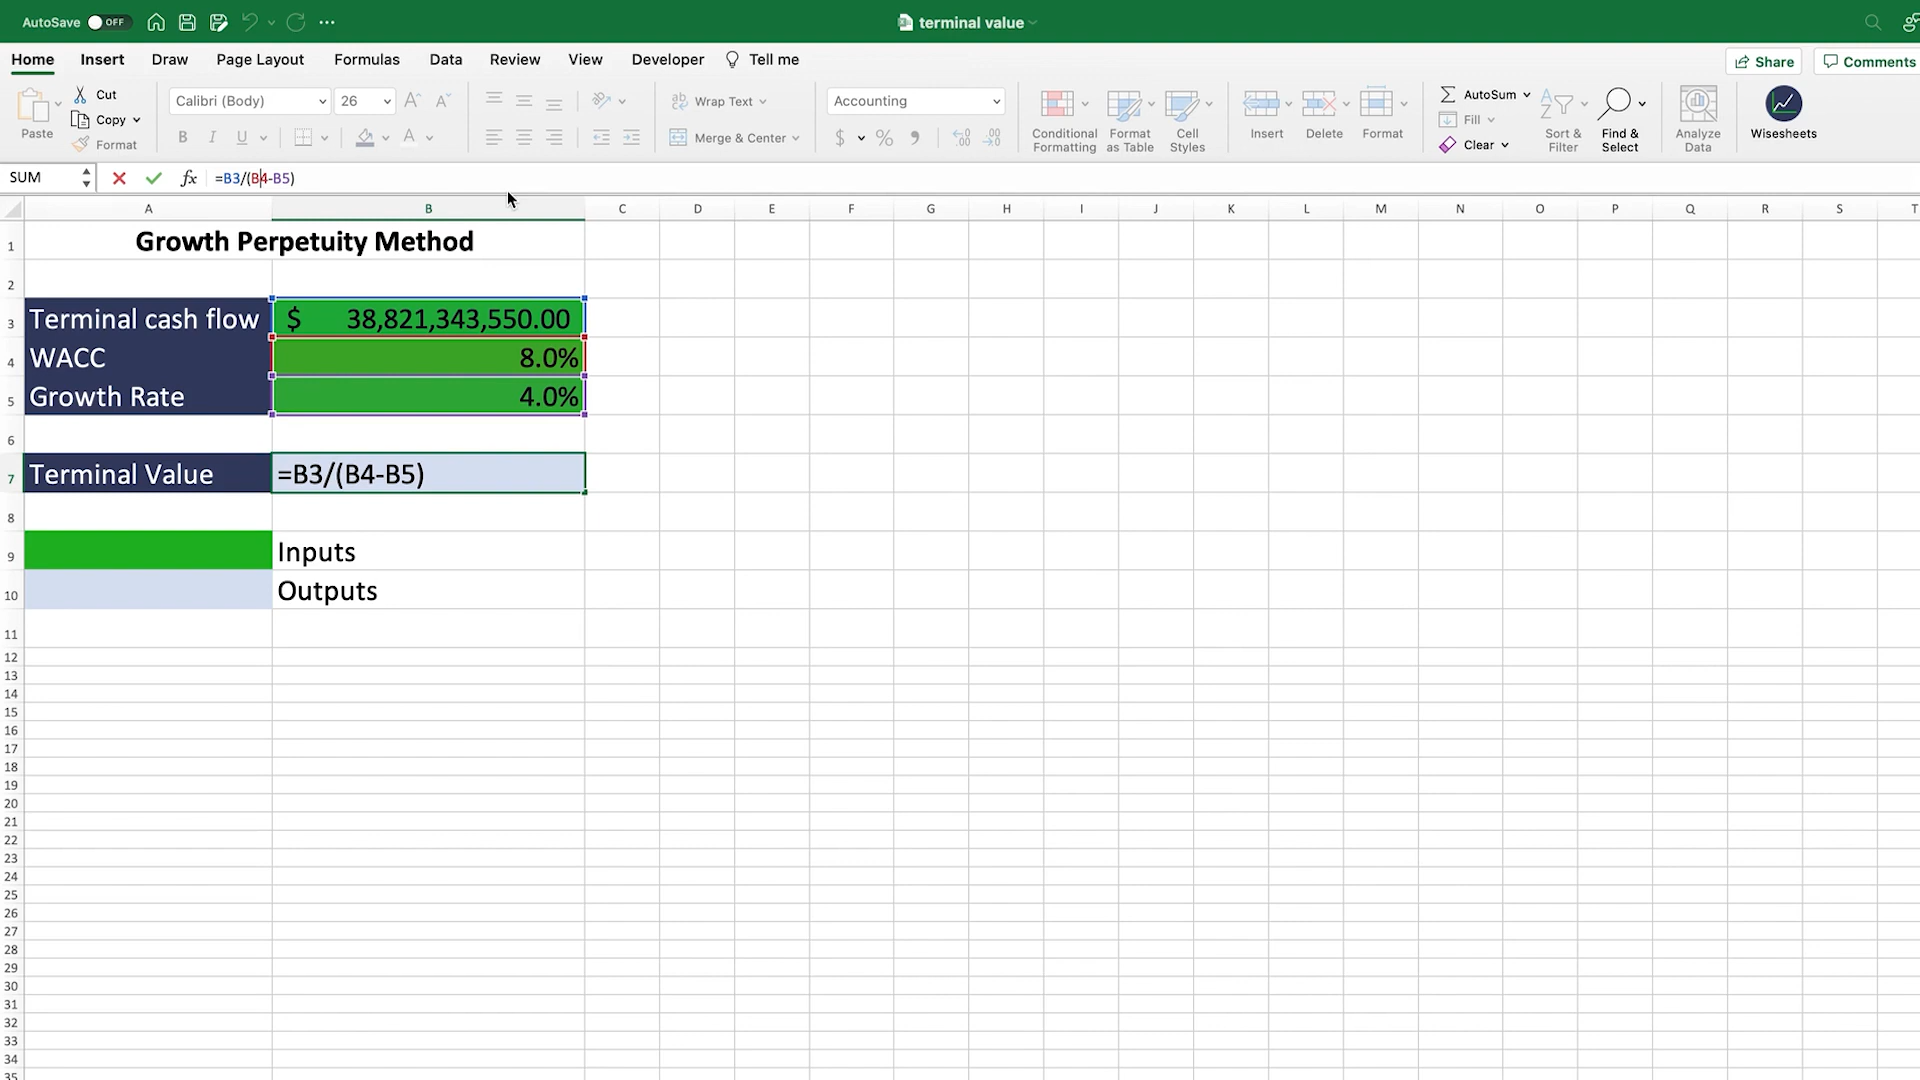 AutoSave OFF
terminal value
Home Insert Draw Page Layout Formulas Data Review View Developer Tell me
Share Comments
Paste
Cut
Copy
Format
Calibri (Body) 26
B I U
Wrap Text
Merge & Center
Accounting
$ % 9
Conditional Formatting
Format as Table
Cell Styles
Insert
Delete
Format
AutoSum
Fill
Clear
Sort & Filter
Find & Select
Analyze Data
Wisesheets
SUM fx =B3/(B4-B5)
A B C D E F G H I J K L M N O P Q R S T
1 Growth Perpetuity Method
2
3 Terminal cash flow $ 38,821,343,550.00
4 WACC 8.0%
5 Growth Rate 4.0%
6
7 Terminal Value =B3/(B4-B5)
8
9 Inputs
10 Outputs
11
12
13
14
15
16
17
18
19
20
21
22
23
24
25
26
27
28
29
30
31
32
33
34
35